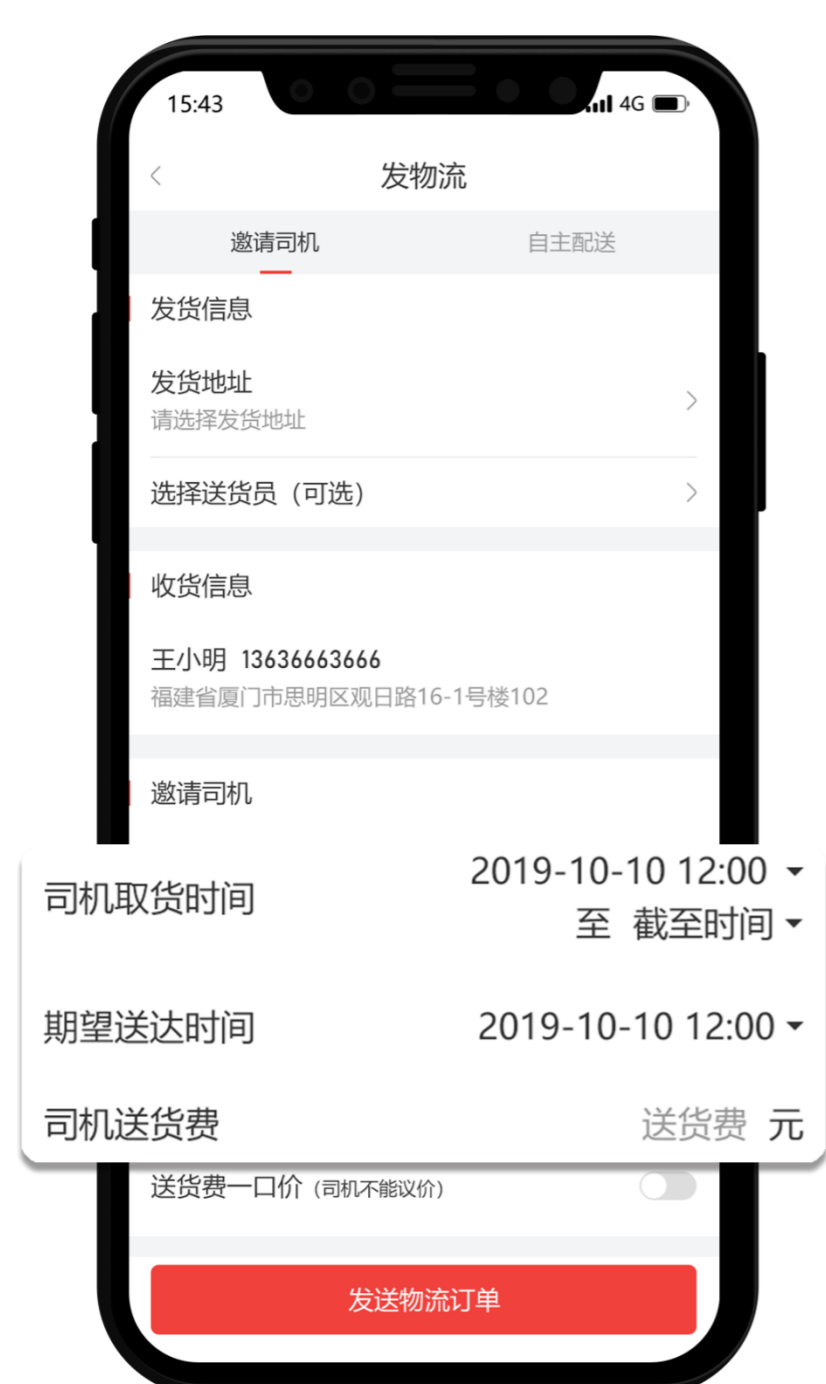 15:43 4G
发物流
邀请司机 自主配送
发货信息
发货地址
请选择发货地址
选择送货员（可选）
收货信息
王小明 13636663666
福建省厦门市思明区观日路16-1号楼102
邀请司机
司机取货时间 2019-10-10 12:00
至 截至时间
期望送达时间 2019-10-10 12:00
司机送货费 送货费 元
送货费一口价（司机不能议价）
发送物流订单